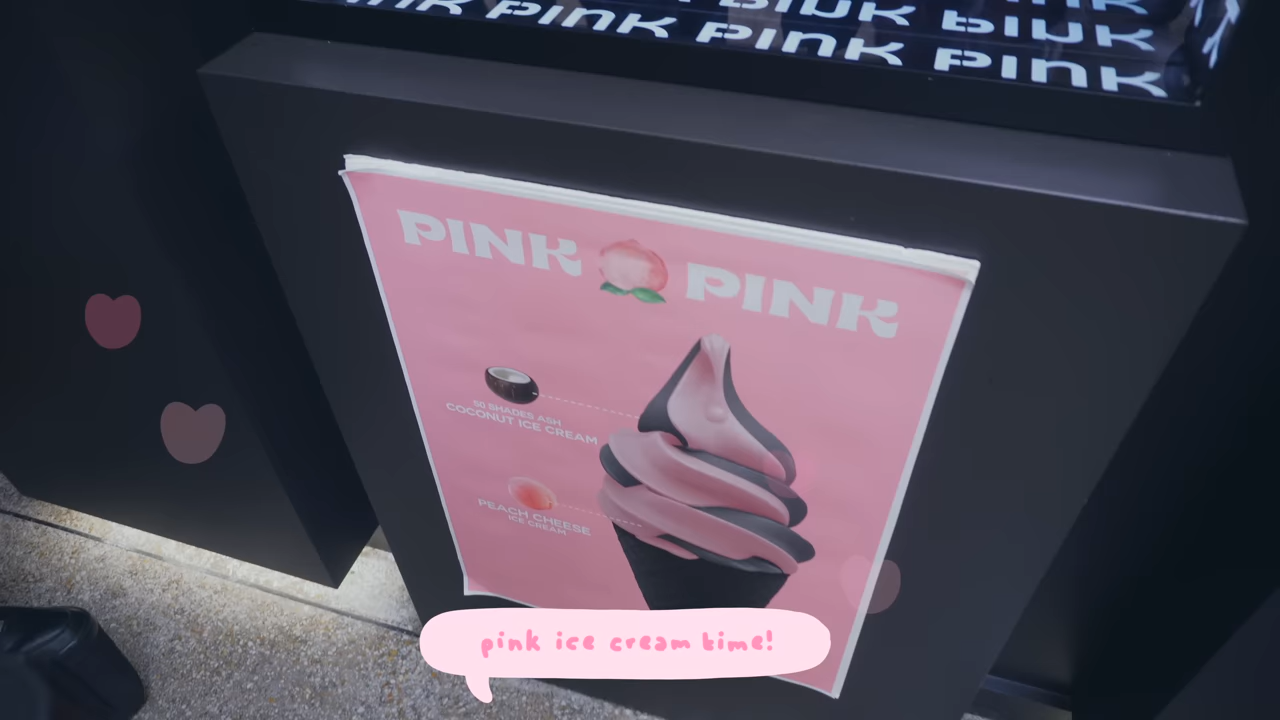 PINK PINK PINK PINK
PINK PINK
50 SHADES ASH
COCONUT ICE CREAM
PEACH CHEESE
ICE CREAM
pink ice cream time!